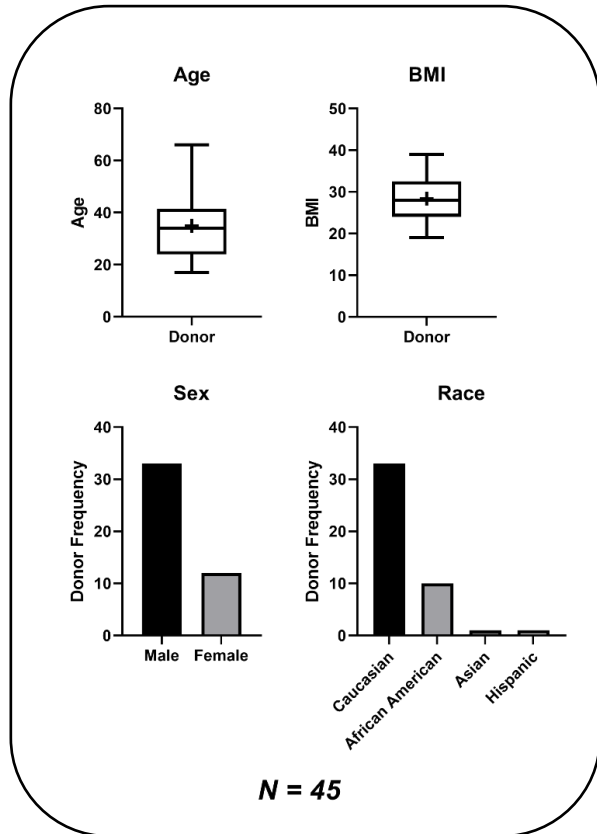 Age
80
60
40
20
0
Age
Donor
BMI
50
40
30
20
10
0
BMI
Donor
Sex
40
30
20
10
0
Donor Frequency
Male Female
Race
40
30
20
10
0
Donor Frequency
Caucasian
African American
Asian
Hispanic
N = 45